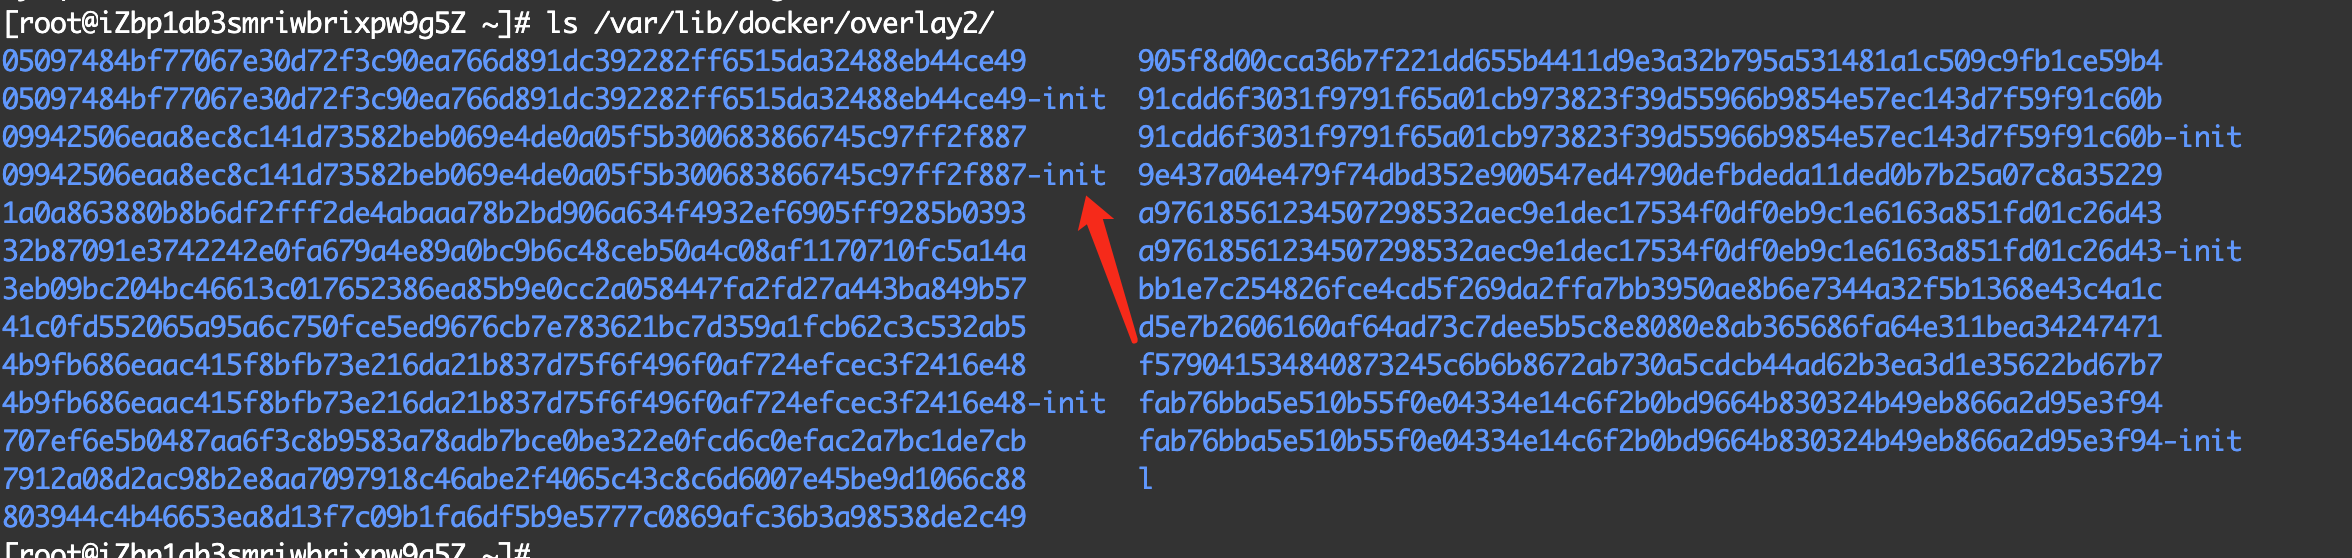 [root@iZbp1ab3smriwbrixpw9g5Z ~]# ls /var/lib/docker/overlay2/
05097484bf77067e30d72f3c90ea766d891dc392282ff6515da32488eb44ce49 905f8d00cca36b7f221dd655b4411d9e3a32b795a531481a1c509c9fb1ce59b4
05097484bf77067e30d72f3c90ea766d891dc392282ff6515da32488eb44ce49-init 91cdd6f3031f9791f65a01cb973823f39d55966b9854e57ec143d7f59f91c60b
09942506eaa8ec8c141d73582beb069e4de0a05f5b300683866745c97ff2f887 91cdd6f3031f9791f65a01cb973823f39d55966b9854e57ec143d7f59f91c60b-init
09942506eaa8ec8c141d73582beb069e4de0a05f5b300683866745c97ff2f887-init 9e437a04e479f74dbd352e900547ed4790defbdeda11ded0b7b25a07c8a35229
1a0a863880b8b6df2fff2de4abaaa78b2bd906a634f4932ef6905ff9285b0393 a97618561234507298532aec9e1dec17534f0df0eb9c1e6163a851fd01c26d43
32b87091e3742242e0fa679a4e89a0bc9b6c48ceb50a4c08af1170710fc5a14a a97618561234507298532aec9e1dec17534f0df0eb9c1e6163a851fd01c26d43-init
3eb09bc204bc46613c017652386ea85b9e0cc2a058447fa2fd27a443ba849b57 bb1e7c254826fce4cd5f269da2ffa7bb3950ae8b6e7344a32f5b1368e43c4a1c
41c0fd552065a95a6c750fce5ed9676cb7e783621bc7d359a1fcb62c3c532ab5 d5e7b2606160af64ad73c7dee5b5c8e8080e8ab365686fa64e311bea34247471
4b9fb686eaac415f8bfb73e216da21b837d75f6f496f0af724efcec3f2416e48 f579041534840873245c6b6b8672ab730a5cdcb44ad62b3ea3d1e35622bd67b7
4b9fb686eaac415f8bfb73e216da21b837d75f6f496f0af724efcec3f2416e48-init fab76bba5e510b55f0e04334e14c6f2b0bd9664b830324b49eb866a2d95e3f94
707ef6e5b0487aa6f3c8b9583a78adb7bce0be322e0fcd6c0efac2a7bc1de7cb fab76bba5e510b55f0e04334e14c6f2b0bd9664b830324b49eb866a2d95e3f94-init
7912a08d2ac98b2e8aa7097918c46abe2f4065c43c8c6d6007e45be9d1066c88 l
803944c4b46653ea8d13f7c09b1fa6df5b9e5777c0869afc36b3a98538de2c49
[root@iZbp1ab3smriwbrixpw9g5Z ~]#